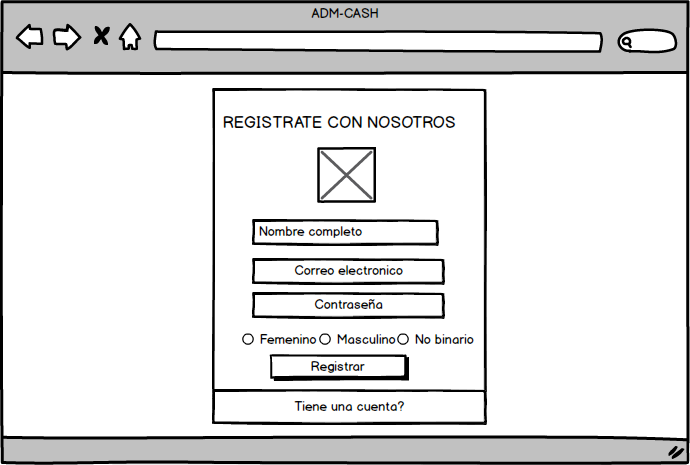 ADM-CASH
REGISTRATE CON NOSOTROS
Nombre completo
Correo electronico
Contraseña
Femenino Masculino No binario
Registrar
Tiene una cuenta?